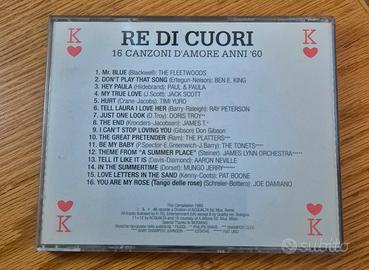 K
K
RE DI CUORI
16 CANZONI D'AMORE ANNI '60
1. Mr. BLUE (Blackwell): THE FLEETWOODS
2. DON'T PLAY THAT SONG (Ertegun-Nelson): BEN E. KING
3. HEY PAULA (Hildebrand): PAUL & PAULA
4. MY TRUE LOVE (J.Scott): JACK SCOTT
5. HURT (Crane-Jacobs): TIMI YURO
6. TELL LAURA I LOVE HER (Barry-Raleigh): RAY PETERSON
7. JUST ONE LOOK (D.Troy): DORIS TROY
8. THE END (Kronders-Jacobsen): JAMES T.
9. I CAN'T STOP LOVING YOU (Gibson) Don Gibson
10. THE GREAT PRETENDER (Ram): THE PLATTERS
11. BE MY BABY (P.Spector-E.Greenwich-J.Barry): THE TONETS
12. THEME FROM "A SUMMER PLACE" (Steiner): JAMES LYNN ORCHESTRA
13. TELL IT LIKE IT IS (Davis-Diamond): AARON NEVILLE
14. IN THE SUMMERTIME (Dorset): MUNGO JERRY
15. LOVE LETTERS IN THE SAND (Kenny): PAT BOONE
16. YOU ARE MY ROSE (Tango delle rose) (Schreier-Bottero): JOE DAMIANO
This Compilation 1993
K
K
subito